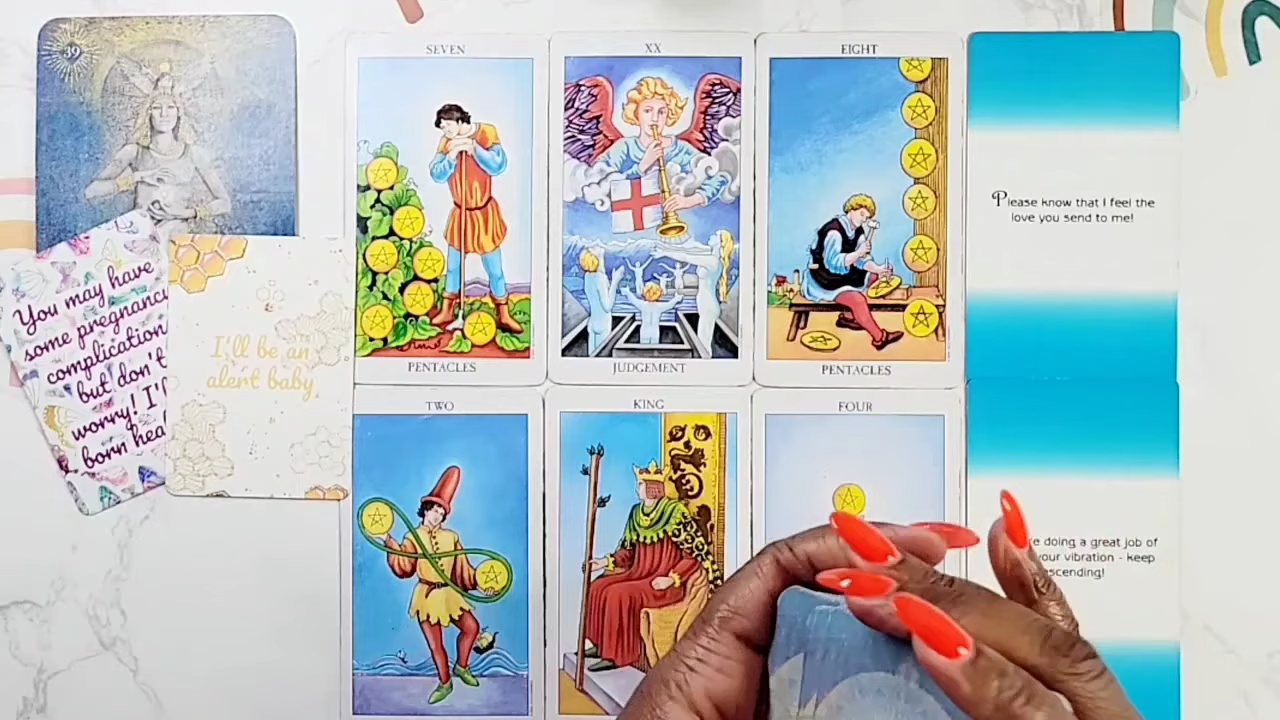 39
You may have
some pregnancy
complication
but don't
worry! I'
born hea
I'll be an
alert baby
SEVEN
PENTACLES
XX
JUDGEMENT
EIGHT
PENTACLES
Please know that I feel the
love you send to me!
TWO
KING
FOUR
doing a great job of
your vibration - keep